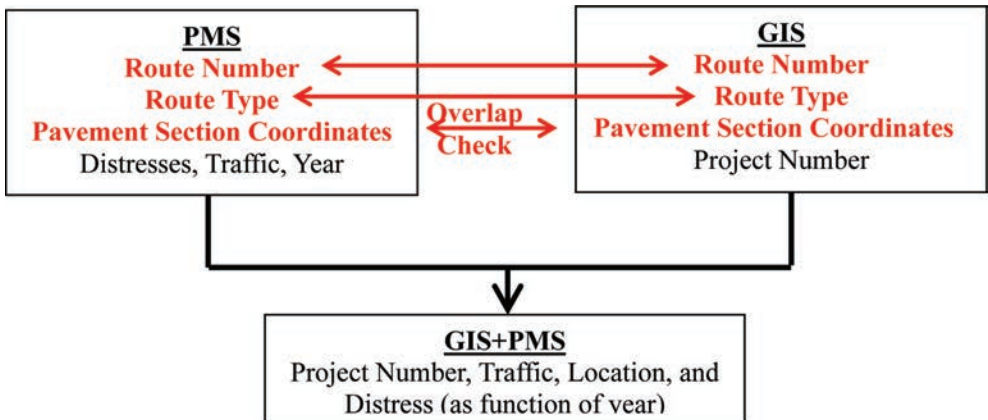 PMS
Route Number
Route Type
Pavement Section Coordinates
Distresses, Traffic, Year
Overlap
Check
GIS
Route Number
Route Type
Pavement Section Coordinates
Project Number
GIS+PMS
Project Number, Traffic, Location, and
Distress (as function of year)